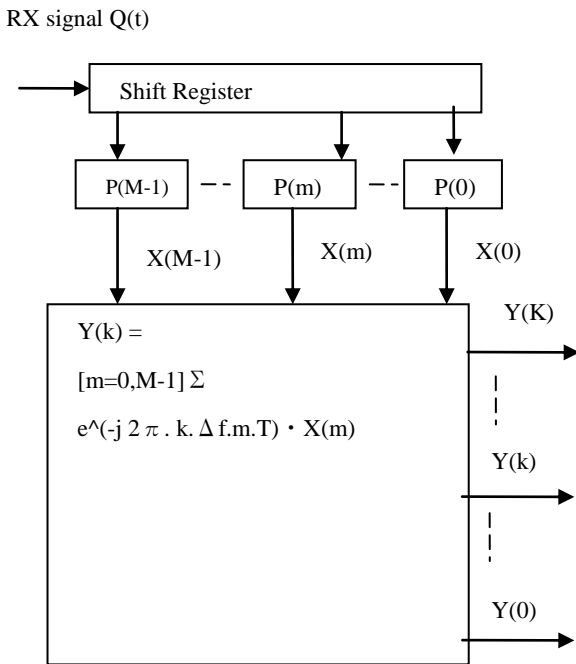 RX signal Q(t)
Shift Register
P(M-1) P(m) P(0)
X(M-1) X(m) X(0)
Y(K)
Y(k) =
[m=0,M-1] Σ
e^(-j 2 π . k. Δ f.m.T) ・ X(m)
Y(k)
Y(0)